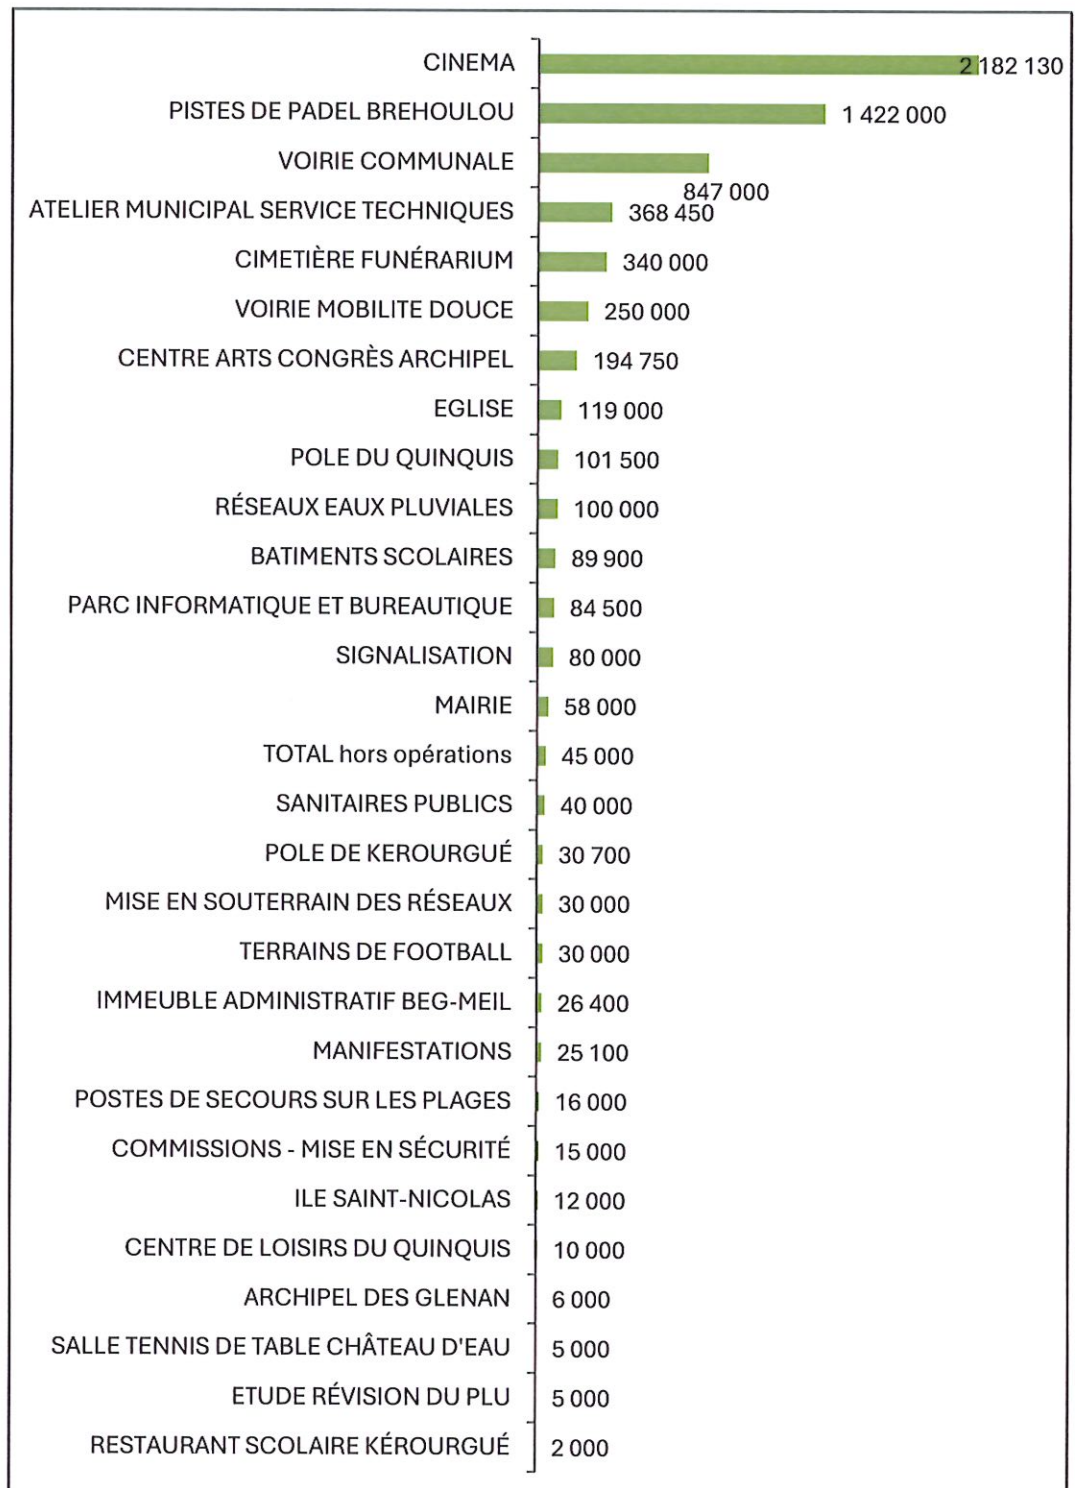 CINEMA 2 182 130
PISTES DE PADEL BREHOULOU 1 422 000
VOIRIE COMMUNALE 847 000
ATELIER MUNICIPAL SERVICE TECHNIQUES 368 450
CIMETIÈRE FUNÉRARIUM 340 000
VOIRIE MOBILITE DOUCE 250 000
CENTRE ARTS CONGRÈS ARCHIPEL 194 750
EGLISE 119 000
POLE DU QUINQUIS 101 500
RÉSEAUX EAUX PLUVIALES 100 000
BATIMENTS SCOLAIRES 89 900
PARC INFORMATIQUE ET BUREAUTIQUE 84 500
SIGNALISATION 80 000
MAIRIE 58 000
TOTAL hors opérations 45 000
SANITAIRES PUBLICS 40 000
POLE DE KEROURGUÉ 30 700
MISE EN SOUTERRAIN DES RÉSEAUX 30 000
TERRAINS DE FOOTBALL 30 000
IMMEUBLE ADMINISTRATIF BEG-MEIL 26 400
MANIFESTATIONS 25 100
POSTES DE SECOURS SUR LES PLAGES 16 000
COMMISSIONS - MISE EN SÉCURITÉ 15 000
ILE SAINT-NICOLAS 12 000
CENTRE DE LOISIRS DU QUINQUIS 10 000
ARCHIPEL DES GLENAN 6 000
SALLE TENNIS DE TABLE CHÂTEAU D'EAU 5 000
ETUDE RÉVISION DU PLU 5 000
RESTAURANT SCOLAIRE KÉROURGUÉ 2 000